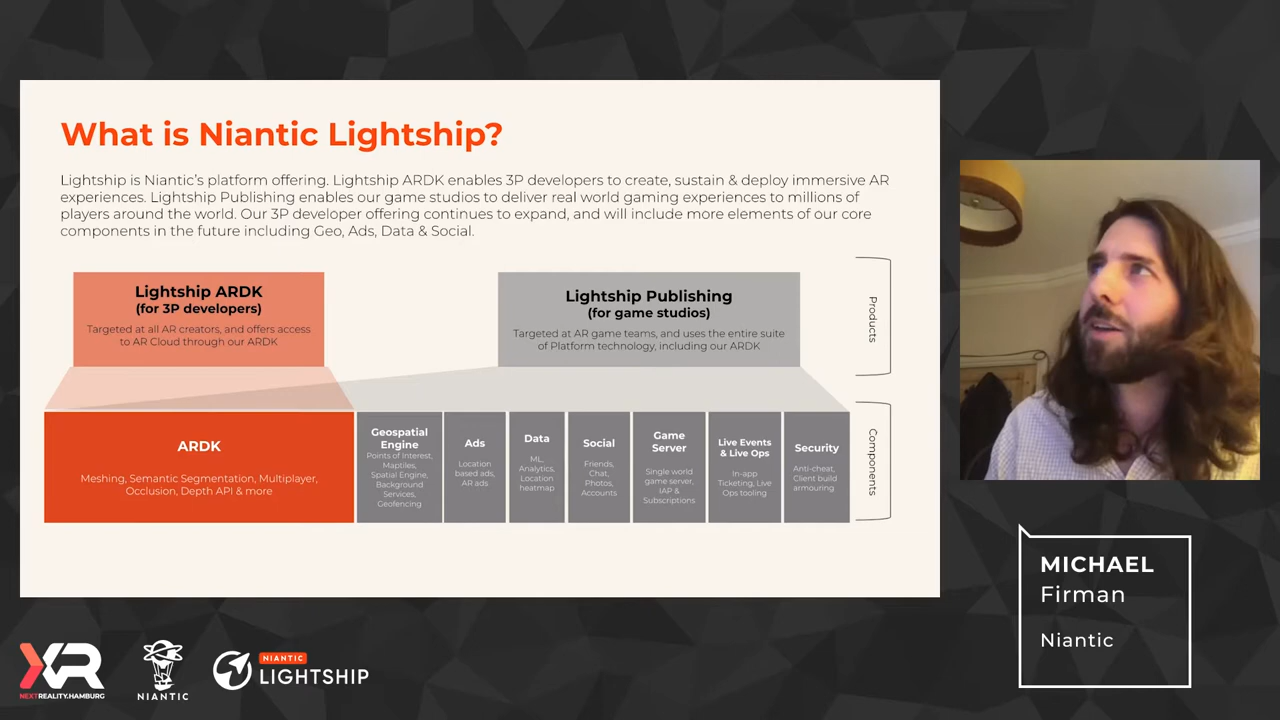 What is Niantic Lightship?
Lightship is Niantic's platform offering. Lightship ARDK enables 3P developers to create, sustain & deploy immersive AR
experiences. Lightship Publishing enables our game studios to deliver real world gaming experiences to millions of
players around the world. Our 3P developer offering continues to expand, and will include more elements of our core
components in the future including Geo, Ads, Data & Social.
Lightship ARDK
(for 3P developers)
Targeted at all AR creators, and offers access
to AR Cloud through our ARDK
Lightship Publishing
(for game studios)
Targeted at AR game teams, and uses the entire suite
of Platform technology, including our ARDK
Products
ARDK
Meshing, Semantic Segmentation, Multiplayer,
Occlusion, Depth API & more
Geospatial
Engine
Points of Interest,
Maptiles,
Spatial Engine,
Background
Services,
Geofencing
Ads
Location
based ads,
AR ads
Data
ML,
Analytics,
Location
heatmap
Social
Friends,
Chat,
Photos,
Accounts
Game
Server
Single world
game server,
IAP &
Subscriptions
Live Events
& Live Ops
In-app
Ticketing, Live
Ops tooling
Security
Anti-cheat,
Client build
armouring
Components
MICHAEL
Firman
Niantic
XR
NEXTREALITY.HAMBURG
NIANTIC
NIANTIC
LIGHTSHIP